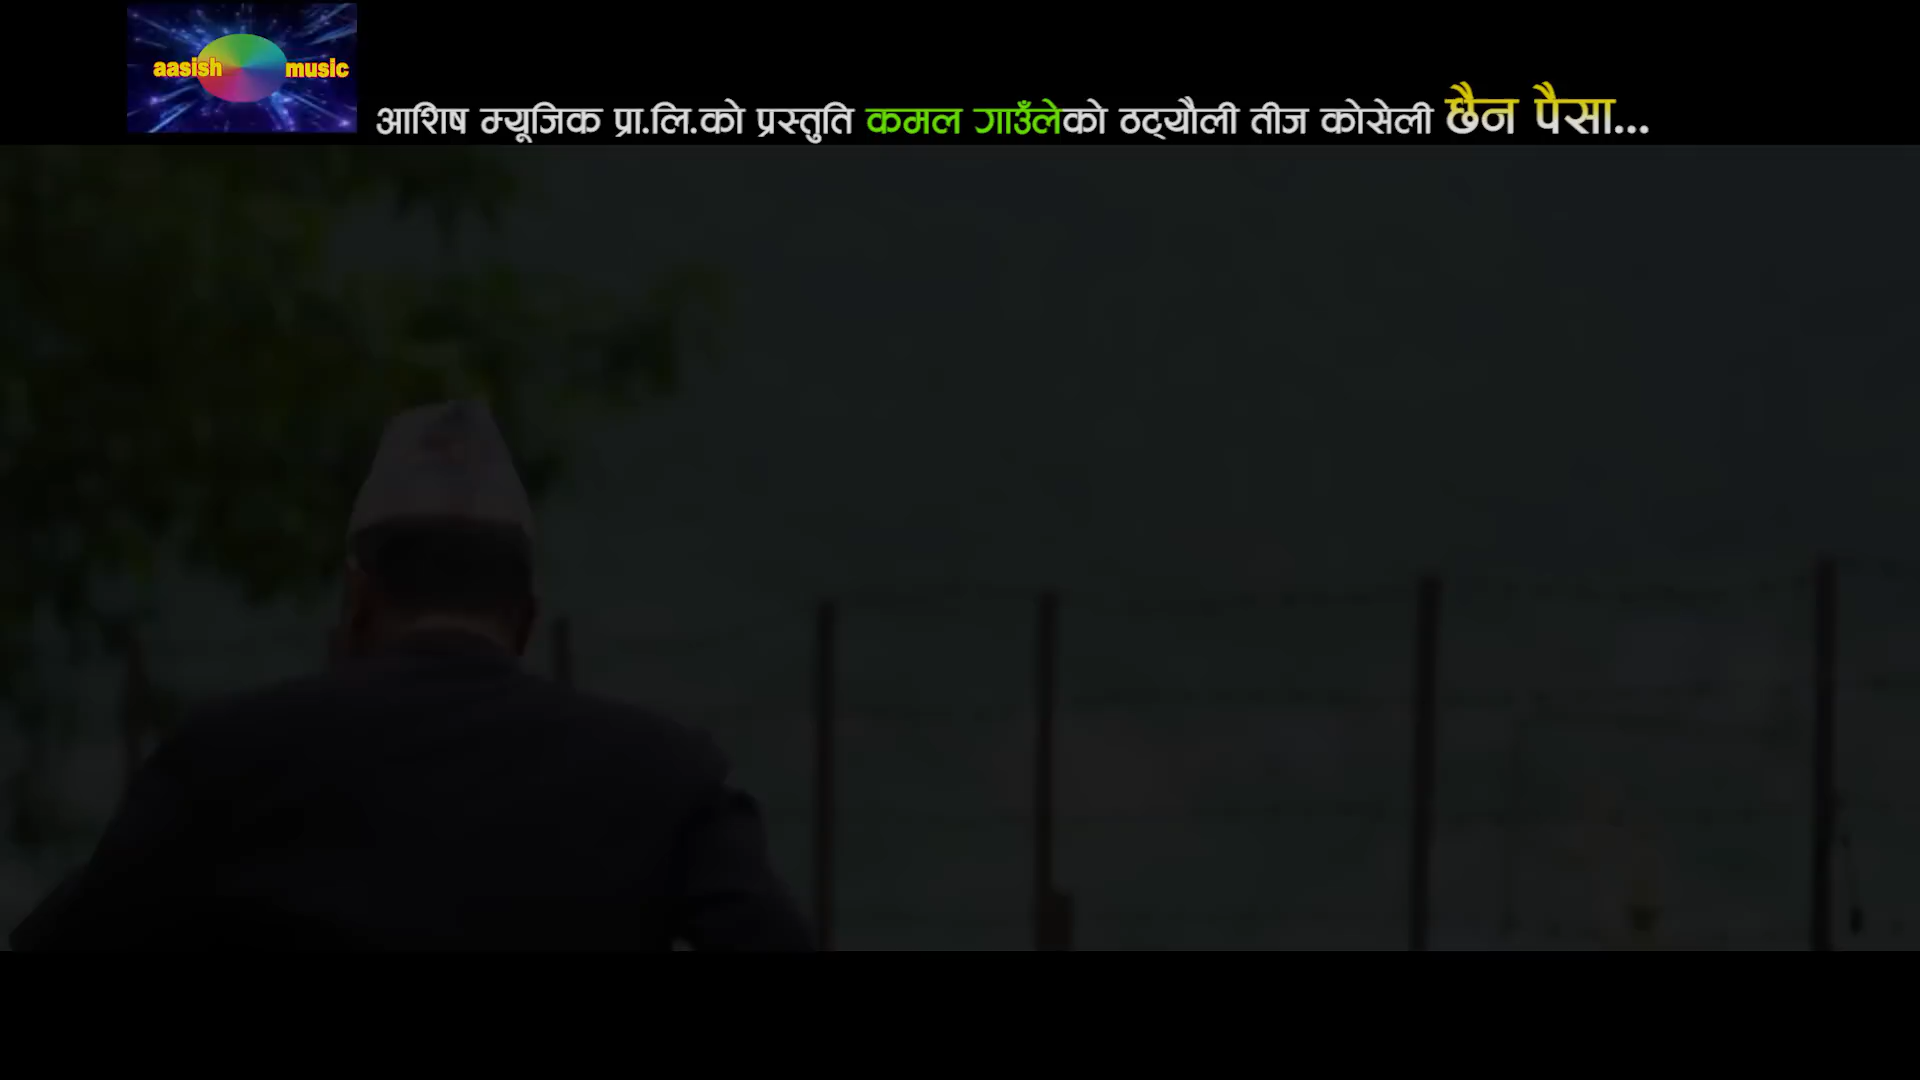 aasish music
आशिष म्यूजिक प्रा.लि.को प्रस्तुति कमल गाउँलेको ठट्यौली तीज कोसेली छैन पैसा...